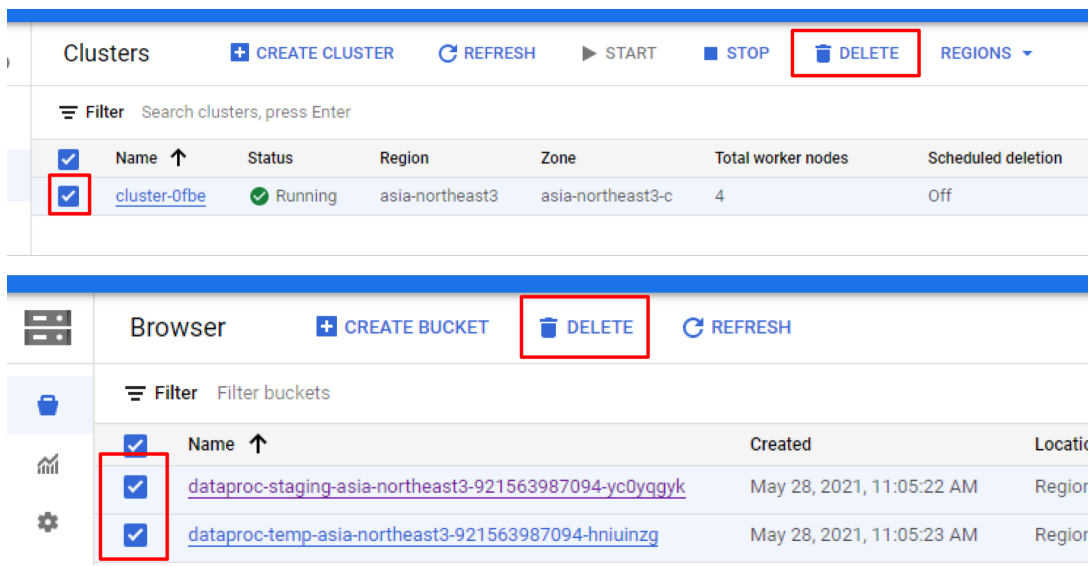 Clusters CREATE CLUSTER REFRESH START STOP DELETE REGIONS
Filter Search clusters, press Enter
Name Status Region Zone Total worker nodes Scheduled deletion
cluster-0fbe Running asia-northeast3 asia-northeast3-c 4 Off
Browser CREATE BUCKET DELETE REFRESH
Filter Filter buckets
Name Created Locatio
dataproc-staging-asia-northeast3-921563987094-yc0yqgyk May 28, 2021, 11:05:22 AM Region
dataproc-temp-asia-northeast3-921563987094-hniuinzg May 28, 2021, 11:05:23 AM Region